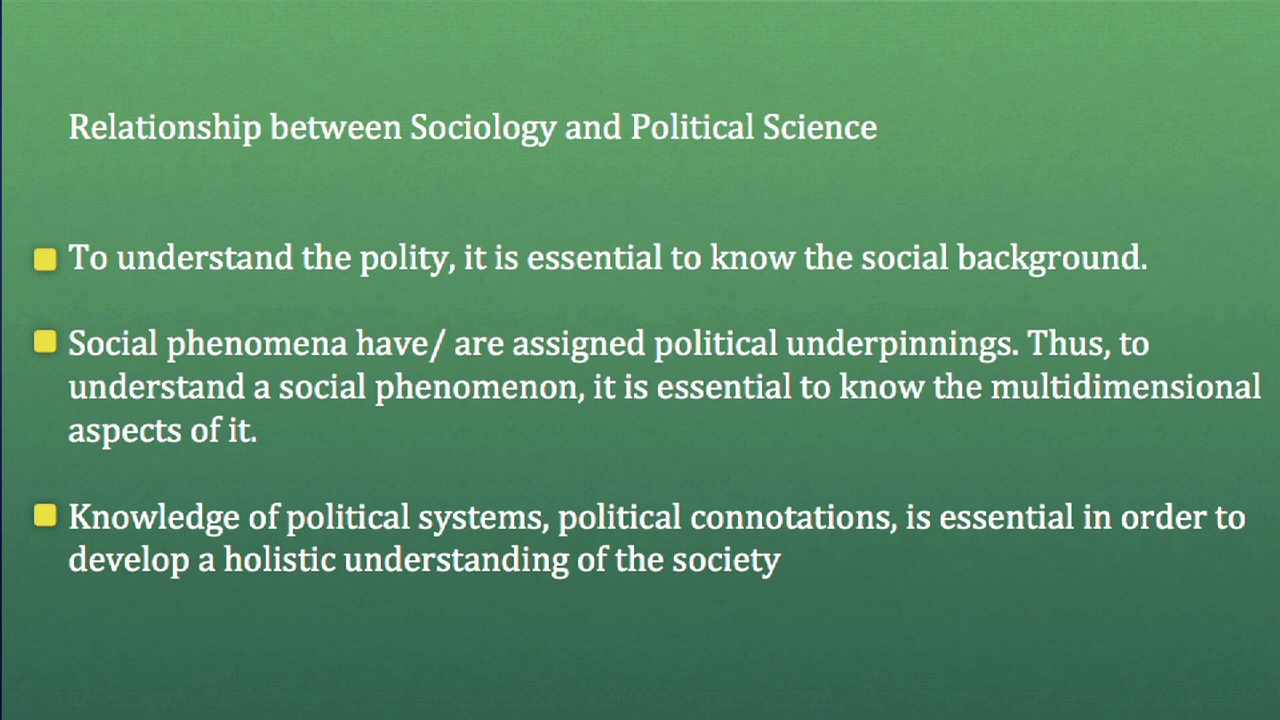 Relationship between Sociology and Political Science
To understand the polity, it is essential to know the social background.
Social phenomena have/ are assigned political underpinnings. Thus, to
understand a social phenomenon, it is essential to know the multidimensional
aspects of it.
Knowledge of political systems, political connotations, is essential in order to
develop a holistic understanding of the society